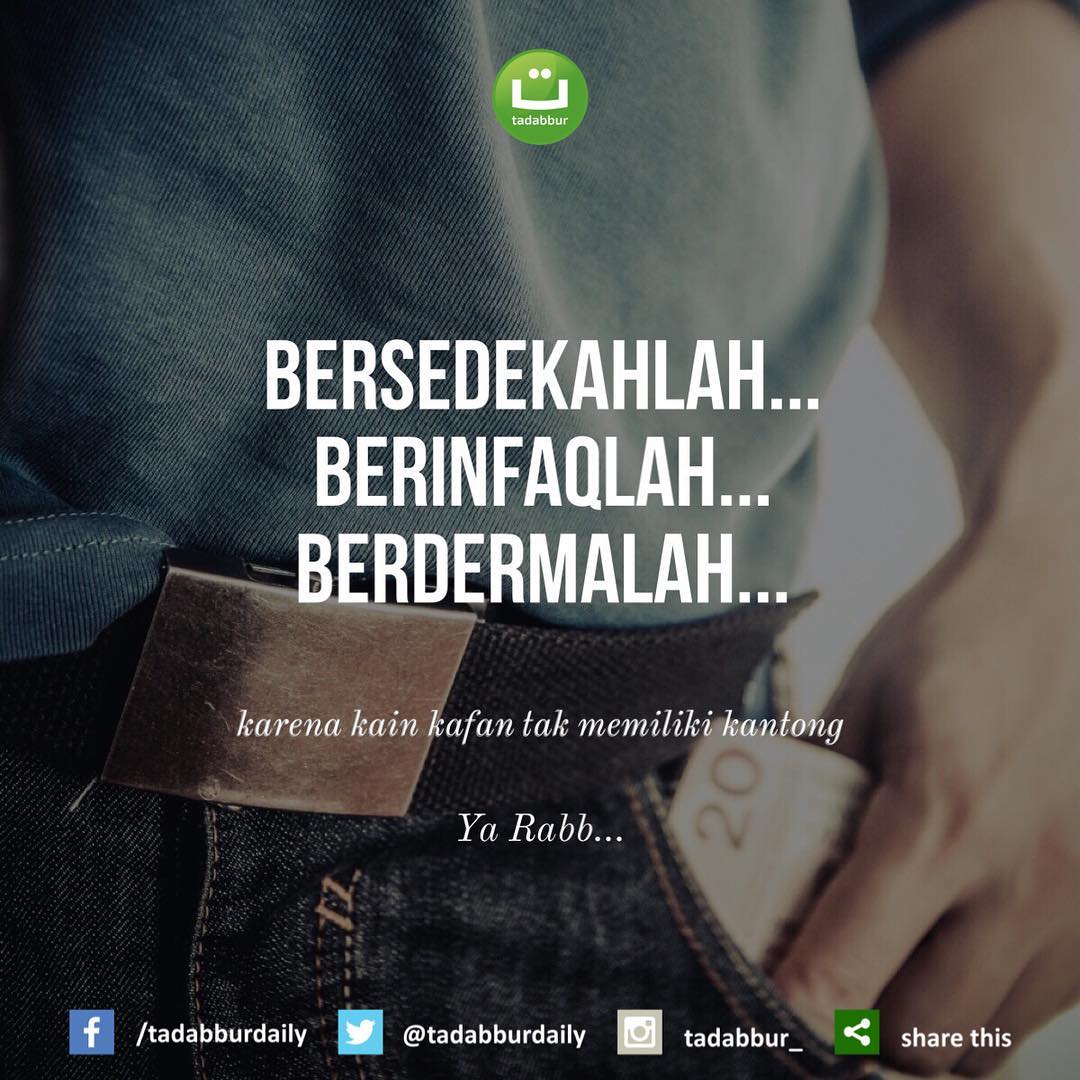 tadabbur
BERSEDEKAHLAH...
BERINFAQLAH...
BERDERMALAH...
karena kain kafan tak memiliki kantong
20
Ya Rabb...
/tadabburdaily @tadabburdaily tadabbur_ share this